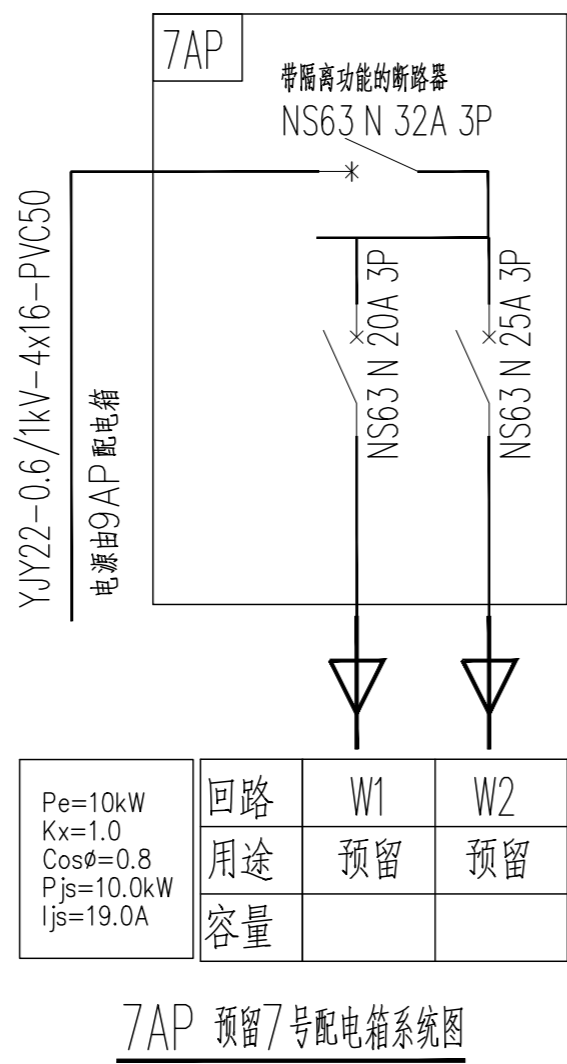 7AP
带隔离功能的断路器
NS63 N 32A 3P
YJY22-0.6/1kV-4x16-PVC50
电源由9AP配电箱
NS63 N 20A 3P
NS63 N 25A 3P
Pe=10kW
Kx=1.0
Cosø=0.8
Pjs=10.0kW
Ijs=19.0A
回路 W1 W2
用途 预留 预留
容量
7AP 预留7号配电箱系统图